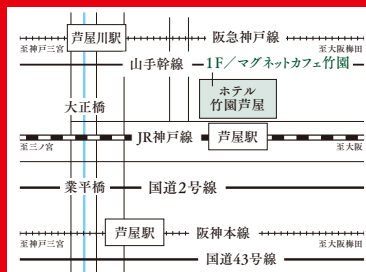 芦屋川駅
阪急神戸線
至神戸三宮
至大阪梅田
山手幹線
1F／マグネットカフェ竹園
ホテル
竹園芦屋
大正橋
JR神戸線
芦屋駅
至三ノ宮
至大阪
業平橋
国道2号線
芦屋駅
阪神本線
至神戸三宮
至大阪梅田
国道43号線